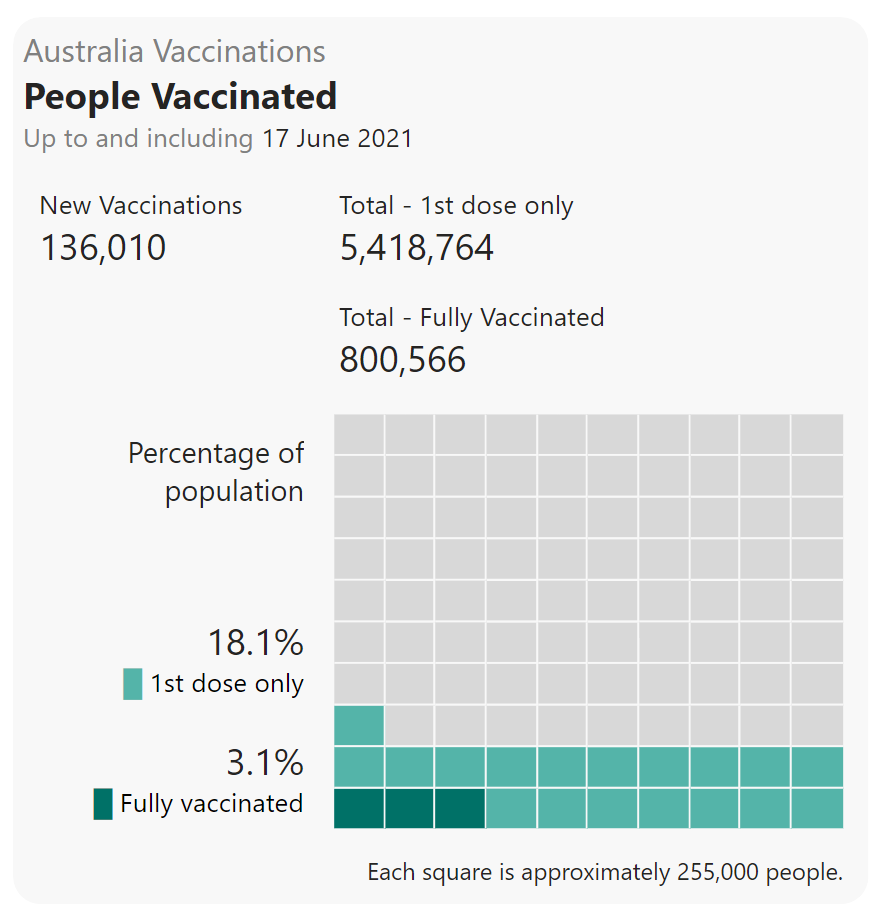 Australia Vaccinations
People Vaccinated
Up to and including 17 June 2021
New Vaccinations
136,010
Total - 1st dose only
5,418,764
Total - Fully Vaccinated
800,566
Percentage of
population
18.1%
1st dose only
3.1%
Fully vaccinated
Each square is approximately 255,000 people.